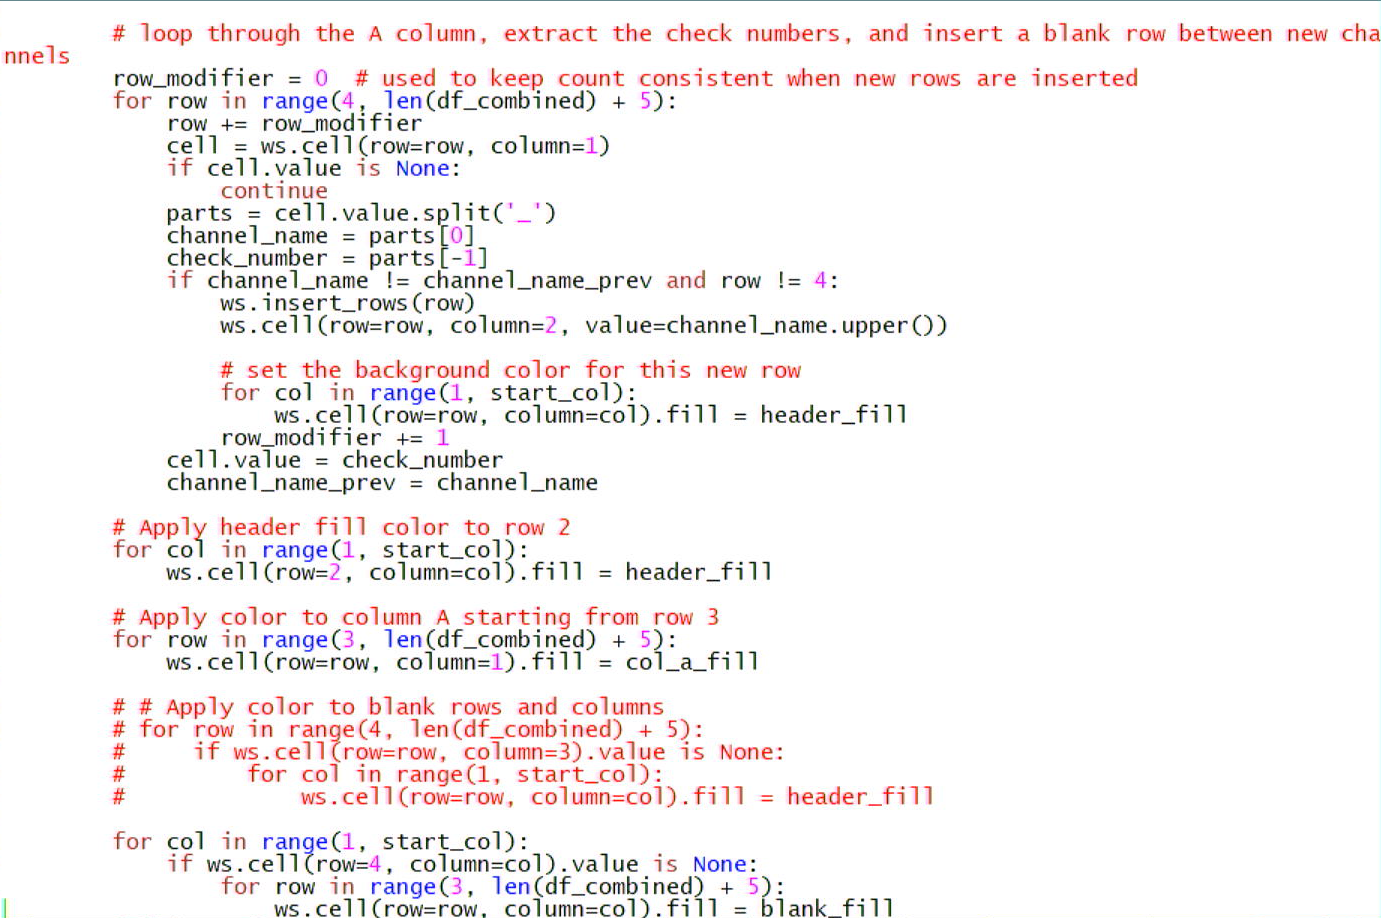 # loop through the A column, extract the check numbers, and insert a blank row between new cha
nnels
row_modifier = 0  # used to keep count consistent when new rows are inserted
for row in range(4, len(df_combined) + 5):
    row += row_modifier
    cell = ws.cell(row=row, column=1)
    if cell.value is None:
        continue
    parts = cell.value.split('_')
    channel_name = parts[0]
    check_number = parts[-1]
    if channel_name != channel_name_prev and row != 4:
        ws.insert_rows(row)
        ws.cell(row=row, column=2, value=channel_name.upper())

        # set the background color for this new row
        for col in range(1, start_col):
            ws.cell(row=row, column=col).fill = header_fill
        row_modifier += 1
    cell.value = check_number
    channel_name_prev = channel_name

# Apply header fill color to row 2
for col in range(1, start_col):
    ws.cell(row=2, column=col).fill = header_fill

# Apply color to column A starting from row 3
for row in range(3, len(df_combined) + 5):
    ws.cell(row=row, column=1).fill = col_a_fill

# # Apply color to blank rows and columns
# for row in range(4, len(df_combined) + 5):
#     if ws.cell(row=row, column=3).value is None:
#         for col in range(1, start_col):
#             ws.cell(row=row, column=col).fill = header_fill

for col in range(1, start_col):
    if ws.cell(row=4, column=col).value is None:
        for row in range(3, len(df_combined) + 5):
            ws.cell(row=row, column=col).fill = blank_fill